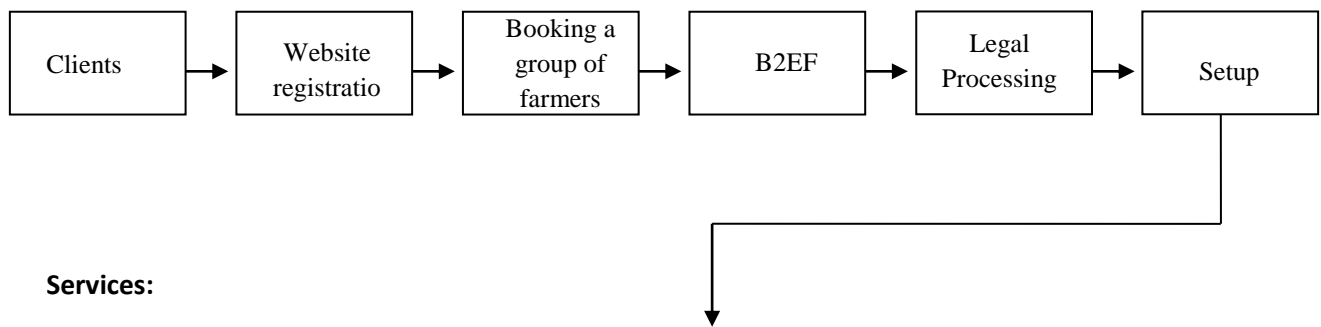 Clients
Website
registratio
Booking a
group of
farmers
B2EF
Legal
Processing
Setup
Services: